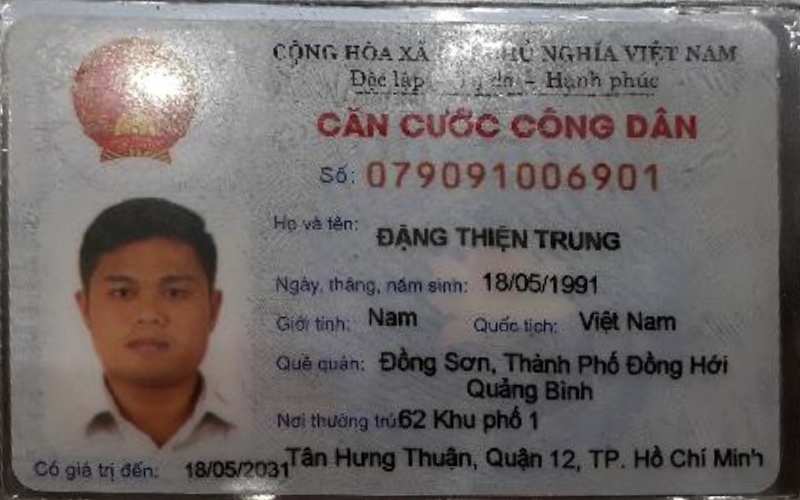 CỘNG HÒA XÃ HỦ NGHĨA VIỆT NAM
Độc lập do - Hạnh phúc
CĂN CƯỚC CÔNG DÂN
Số: 079091006901
Họ và tên: ĐẶNG THIỆN TRUNG
Ngày, tháng, năm sinh: 18/05/1991
Giới tính: Nam Quốc tịch: Việt Nam
Quê quán: Đồng Sơn, Thành Phố Đồng Hới
Quảng Bình
Nơi thường trú: 62 Khu phố 1
Tân Hưng Thuận, Quận 12, TP. Hồ Chí Minh
Có giá trị đến: 18/05/2031